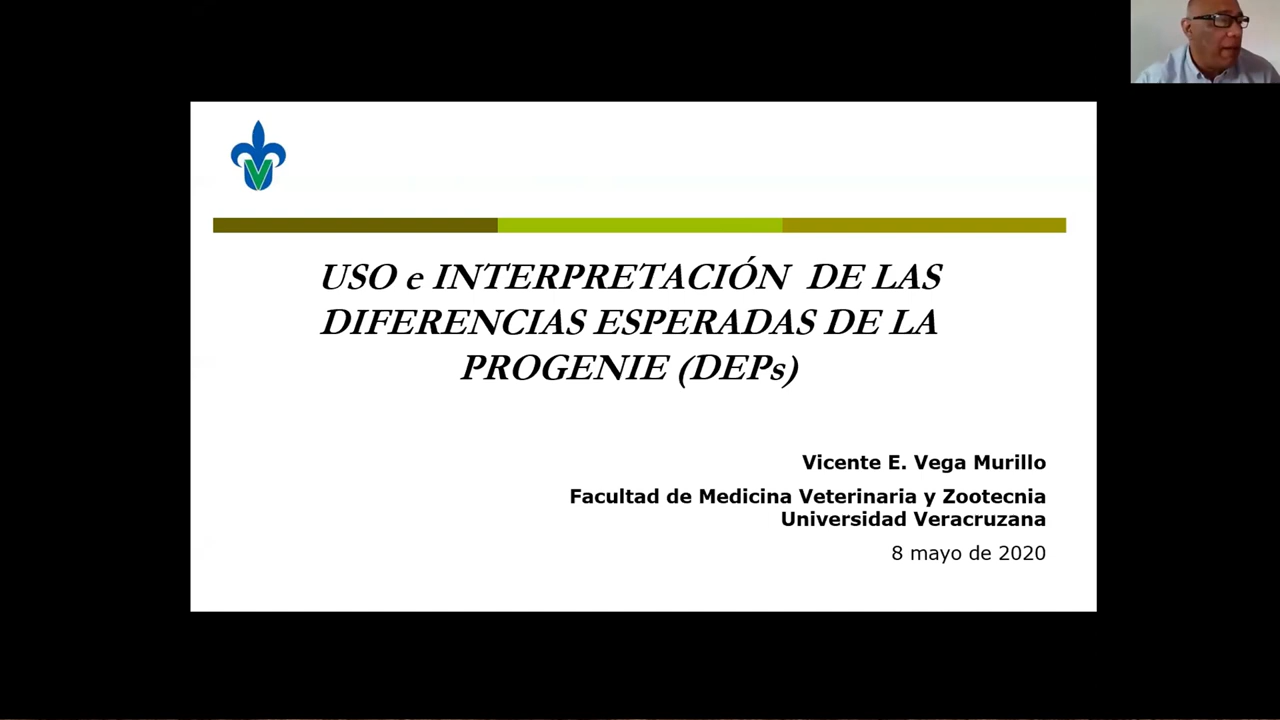 USO e INTERPRETACIÓN DE LAS
DIFERENCIAS ESPERADAS DE LA
PROGENIE (DEPs)
Vicente E. Vega Murillo
Facultad de Medicina Veterinaria y Zootecnia
Universidad Veracruzana
8 mayo de 2020